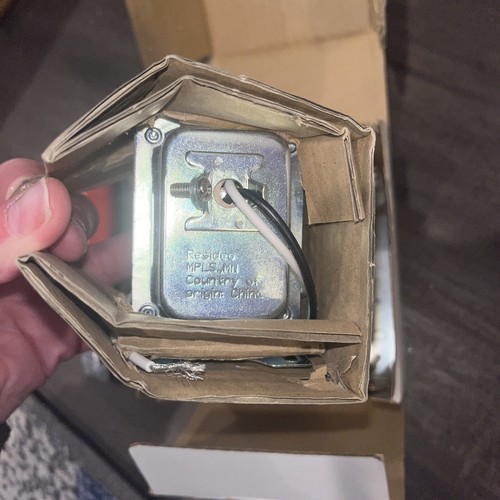 Resideo
MPLS.MN
Country of
origin: China